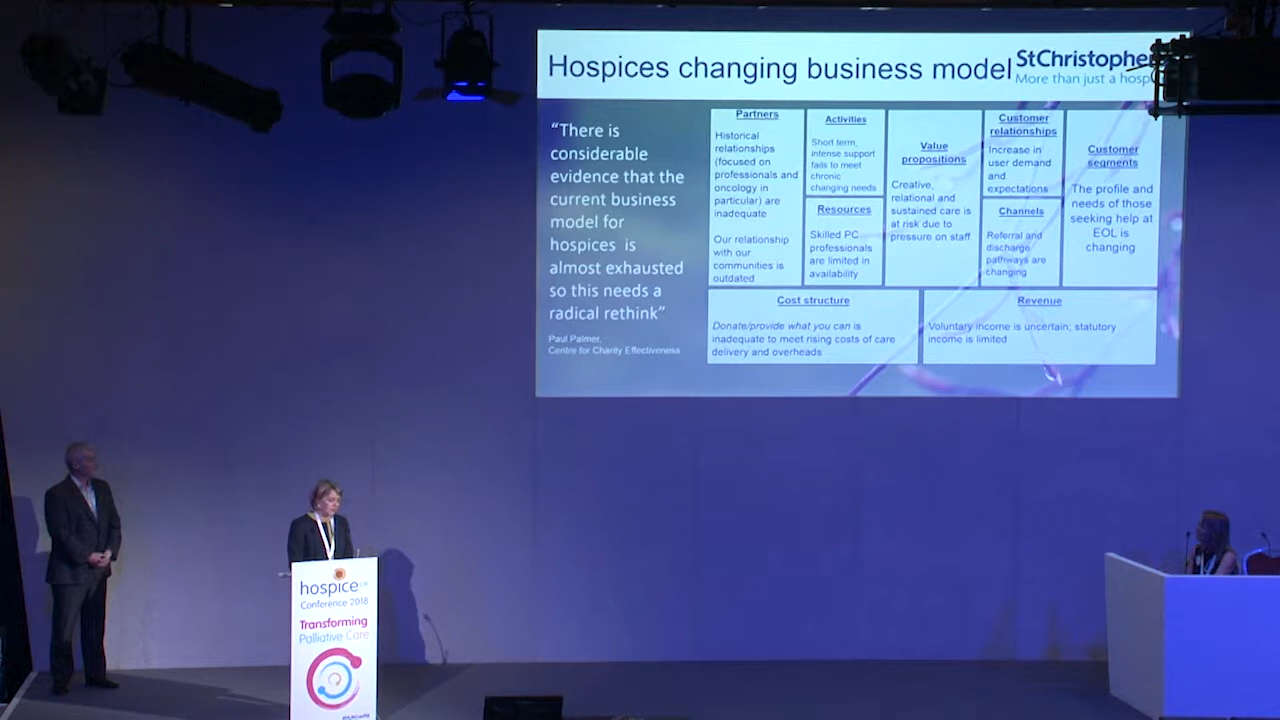 Hospices changing business model
StChristopher
More than just a hosp
“There is
considerable
evidence that the
current business
model for
hospices is
almost exhausted
so this needs a
radical rethink”
Paul Palmer,
Centre for Charity Effectiveness
Partners
Historical
relationships
(focused on
professionals and
oncology in
particular) are
inadequate
Our relationship
with our
communities is
outdated
Activities
Short term,
intense support
fails to meet
chronic
changing needs
Resources
Skilled PC
professionals
are limited in
availability
Value
propositions
Creative,
relational and
sustained care is
at risk due to
pressure on staff.
Customer
relationships
Increase in
user demand
and
expectations
Channels
Referral and
discharge
pathways are
changing
Customer
segments
The profile and
needs of those
seeking help at
EOL is
changing
Cost structure
Donate/provide what you can is
inadequate to meet rising costs of care
delivery and overheads
Revenue
Voluntary income is uncertain; statutory
income is limited
hospice UK
Conference 2018
Transforming
Palliative Care